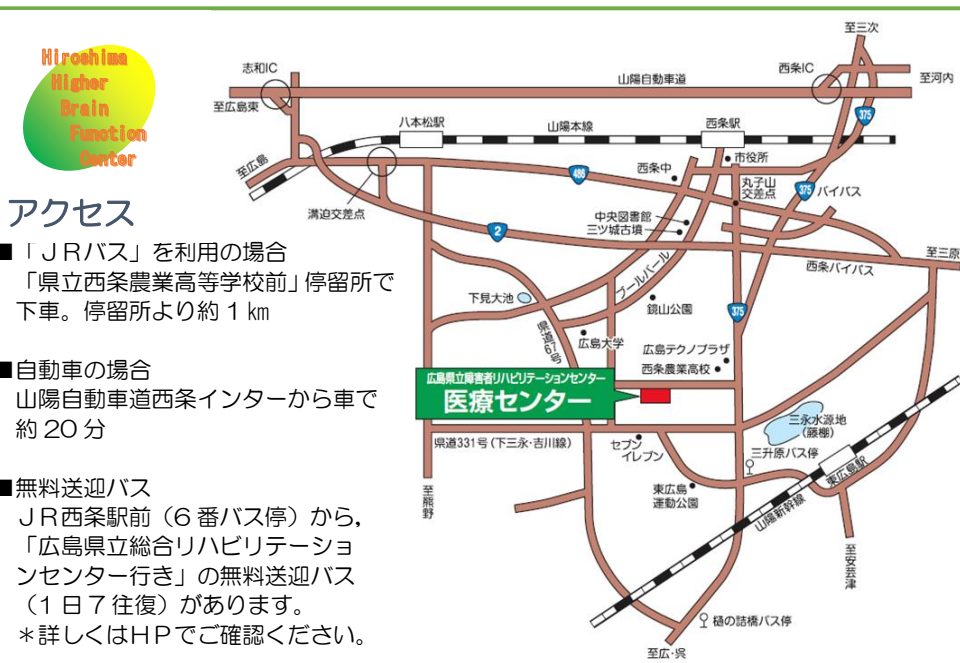 Hiroshima
Higher
Brain
Function
Center
アクセス
■「ＪＲバス」を利用の場合
「県立西条農業高等学校前」停留所で
下車。停留所より約１㎞
■自動車の場合
山陽自動車道西条インターから車で
約２０分
■無料送迎バス
ＪＲ西条駅前（６番バス停）から，
「広島県立総合リハビリテーショ
ンセンター行き」の無料送迎バス
（１日７往復）があります。
＊詳しくはＨＰでご確認ください。
至三次
志和IC
山陽自動車道
西条IC
至河内
至広島東
375
八本松駅
山陽本線
西条駅
市役所
至広島
486
西条中
丸子山
交差点
375
バイパス
溝迫交差点
中央図書館
三ツ城古墳
2
至三原
西条バイパス
ブールバール
下見大池
鏡山公園
375
県道67号
広島大学
広島テクノプラザ
西条農業高校
広島県立障害者リハビリテーションセンター
医療センター
三永水源地
（藤棚）
県道331号（下三永・吉川線）
セブン
イレブン
三升原バス停
東広島駅
至熊野
東広島
運動公園
山陽新幹線
至安芸津
樋の詰橋バス停
至広・呉